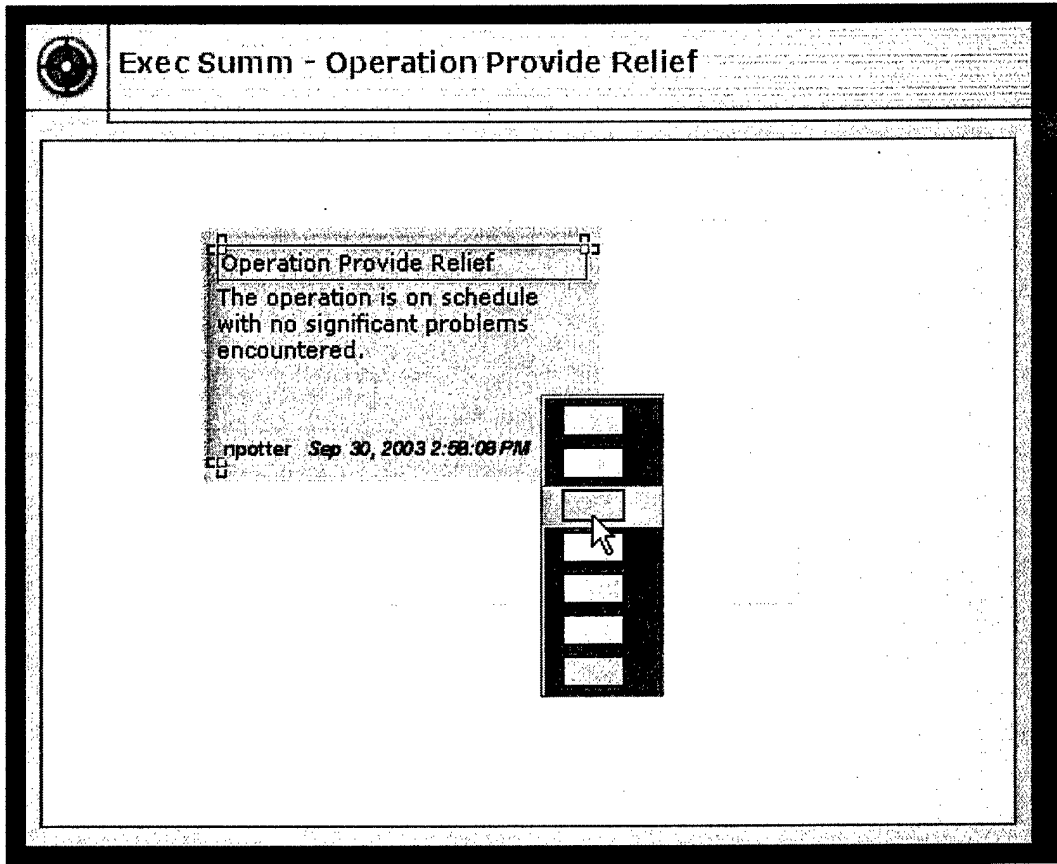 Exec Summ - Operation Provide Relief
Operation Provide Relief
The operation is on schedule
with no significant problems
encountered.
npotter Sep 30, 2003 2:58:08 PM